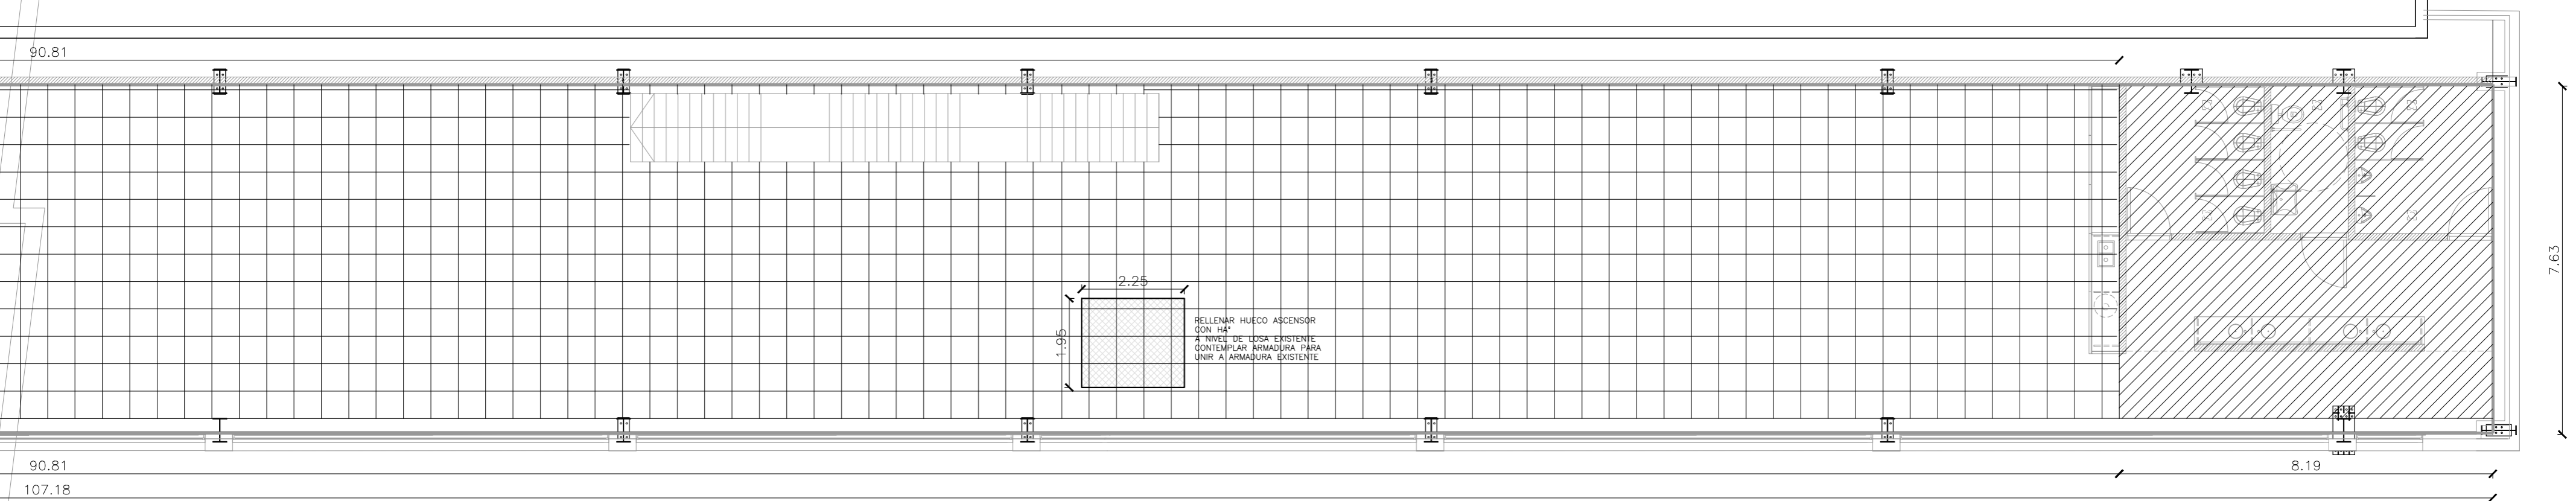 90.81
7.63
2.25
1.95
RELLENAR HUECO ASCENSOR
CON HA°
A NIVEL DE LOSA EXISTENTE
CONTEMPLAR ARMADURA PARA
UNIR A ARMADURA EXISTENTE
90.81
8.19
107.18